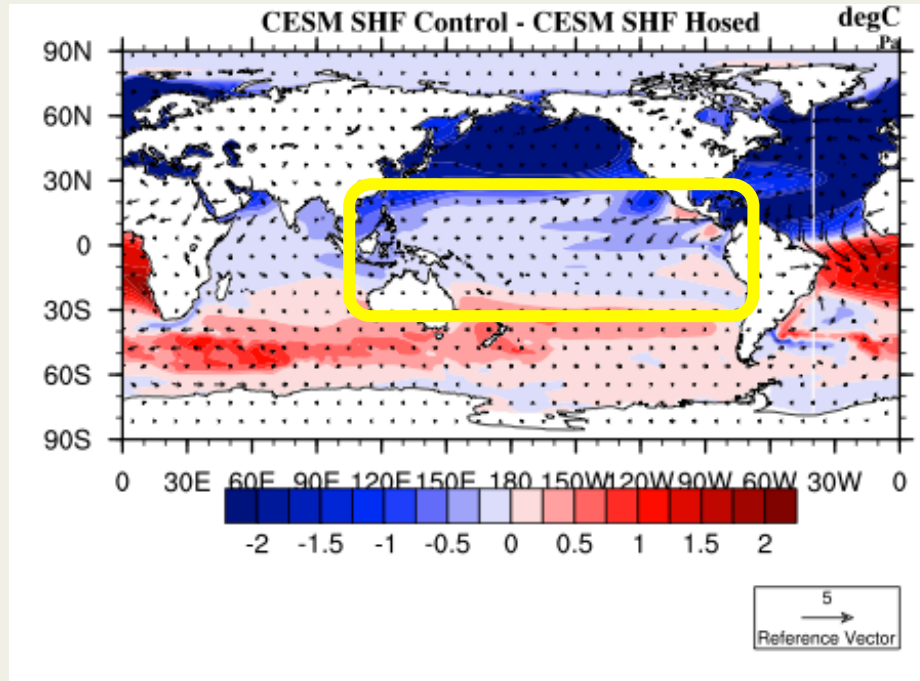 CESM SHF Control - CESM SHF Hosed degC
Pa
90N
60N
30N
0
30S
60S
90S
0 30E 60E 90E 120E 150E 180 150W 120W 90W 60W 30W 0
-2 -1.5 -1 -0.5 0 0.5 1 1.5 2
5
Reference Vector